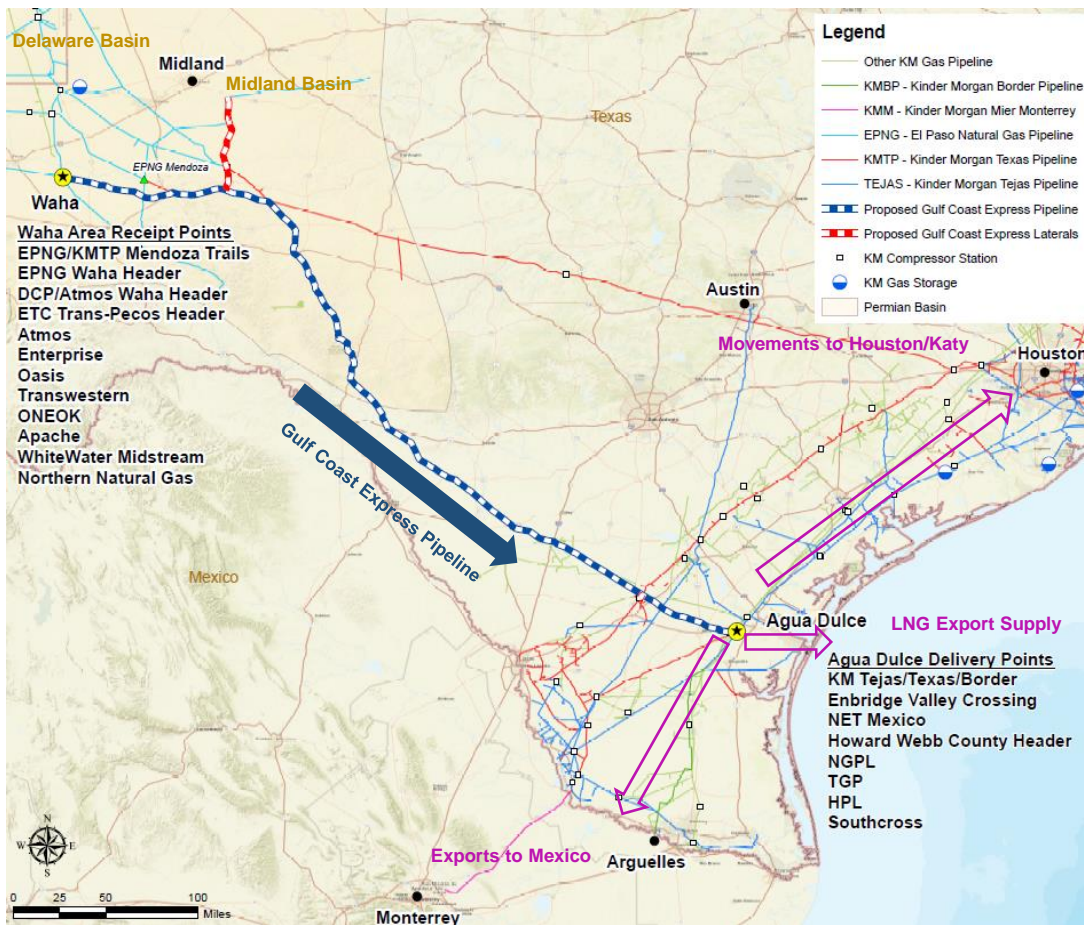 Delaware Basin
Midland
Midland Basin
Texas
EPNG Mendoza
Waha
Waha Area Receipt Points
EPNG/KMTP Mendoza Trails
EPNG Waha Header
DCP/Atmos Waha Header
ETC Trans-Pecos Header
Atmos
Enterprise
Oasis
Transwestern
ONEOK
Apache
WhiteWater Midstream
Northern Natural Gas
Legend
Other KM Gas Pipeline
KMBP - Kinder Morgan Border Pipeline
KMM - Kinder Morgan Mier Monterrey
EPNG - El Paso Natural Gas Pipeline
KMTP - Kinder Morgan Texas Pipeline
TEJAS - Kinder Morgan Tejas Pipeline
Proposed Gulf Coast Express Pipeline
Proposed Gulf Coast Express Laterals
KM Compressor Station
KM Gas Storage
Permian Basin
Austin
Movements to Houston/Katy
Houston
San Antonio
Gulf Coast Express Pipeline
Mexico
Agua Dulce
LNG Export Supply
Agua Dulce Delivery Points
KM Tejas/Texas/Border
Enbridge Valley Crossing
NET Mexico
Howard Webb County Header
NGPL
TGP
HPL
Southcross
Exports to Mexico
Arguelles
Monterrey
N
W E
S
0 25 50 100
Miles